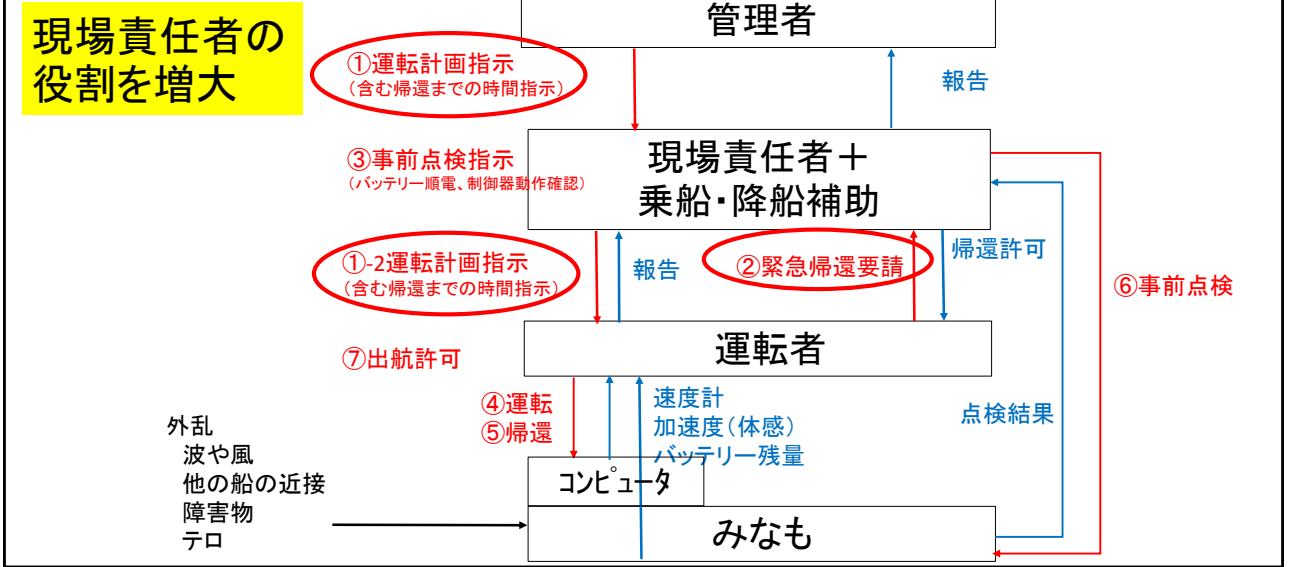 現場責任者の
役割を増大
管理者
①運転計画指示
(含む帰還までの時間指示)
報告
③事前点検指示
(バッテリー順電、制御器動作確認)
現場責任者＋
乗船・降船補助
①-2運転計画指示
(含む帰還までの時間指示)
報告
②緊急帰還要請
帰還許可
⑥事前点検
運転者
⑦出航許可
④運転
⑤帰還
速度計
加速度(体感)
バッテリー残量
点検結果
外乱
波や風
他の船の近接
障害物
テロ
コンピュータ
みなも